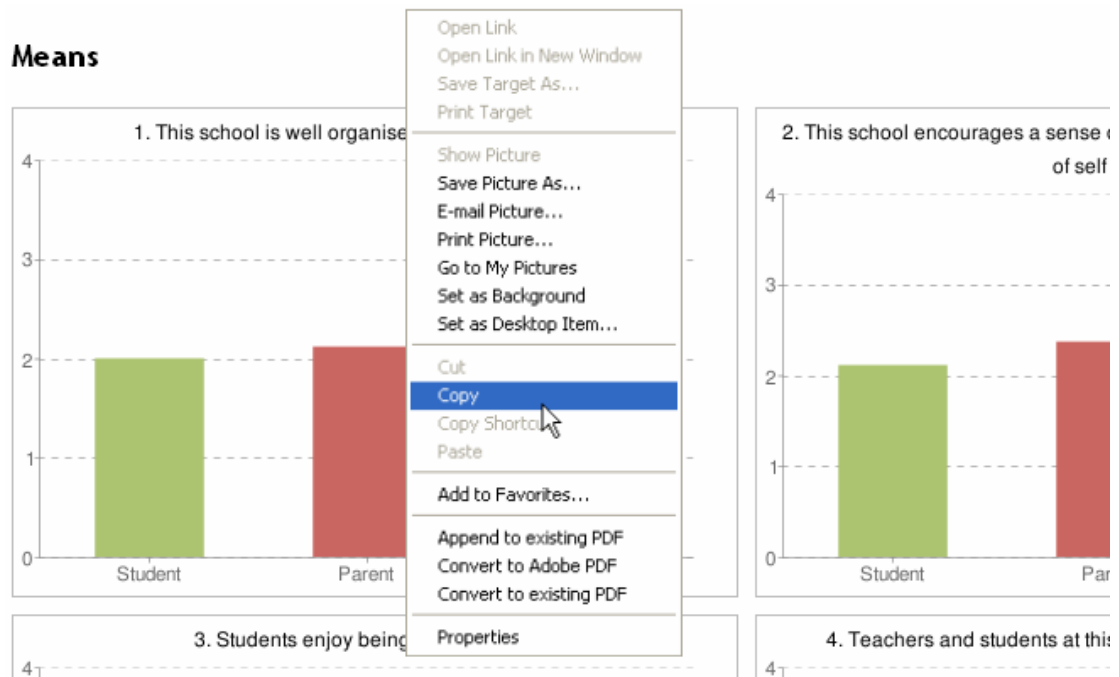 Means
1. This school is well organise
4
3
2
1
0
Student Parent
Open Link
Open Link in New Window
Save Target As...
Print Target
Show Picture
Save Picture As...
E-mail Picture...
Print Picture...
Go to My Pictures
Set as Background
Set as Desktop Item...
Cut
Copy
Copy Shortcu
Paste
Add to Favorites...
Append to existing PDF
Convert to Adobe PDF
Convert to existing PDF
Properties
2. This school encourages a sense
of self
4
3
2
1
0
Student Par
3. Students enjoy being
4
4. Teachers and students at this
4